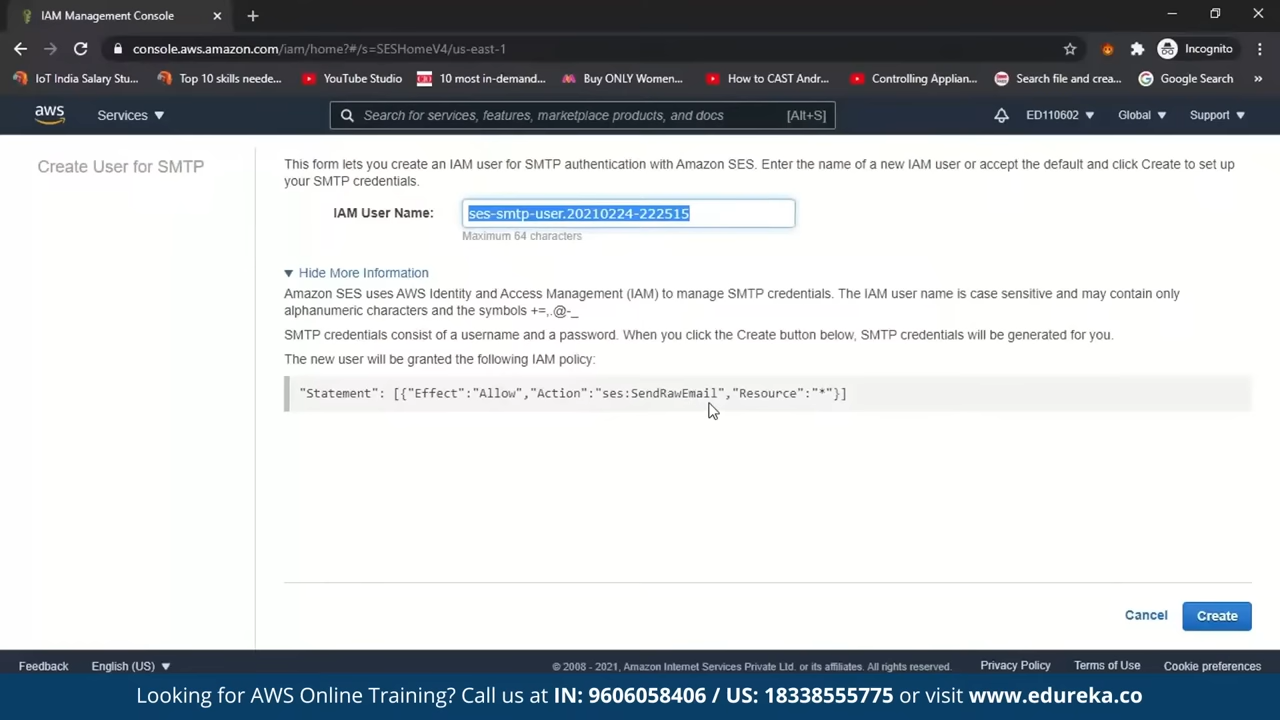 IAM Management Console
console.aws.amazon.com/iam/home?#/s=SESHomeV4/us-east-1
Incognito
IoT India Salary Stu...
Top 10 skills neede...
YouTube Studio
10 most in-demand...
Buy ONLY Women...
How to CAST Andr...
Controlling Applian...
Search file and crea...
Google Search
»
aws
Services
Search for services, features, marketplace products, and docs
[Alt+S]
ED110602
Global
Support
Create User for SMTP
This form lets you create an IAM user for SMTP authentication with Amazon SES. Enter the name of a new IAM user or accept the default and click Create to set up
your SMTP credentials.
IAM User Name:
ses-smtp-user.20210224-222515
Maximum 64 characters
Hide More Information
Amazon SES uses AWS Identity and Access Management (IAM) to manage SMTP credentials. The IAM user name is case sensitive and may contain only
alphanumeric characters and the symbols +=,.@-_
SMTP credentials consist of a username and a password. When you click the Create button below, SMTP credentials will be generated for you.
The new user will be granted the following IAM policy:
"Statement": [{"Effect":"Allow","Action":"ses:SendRawEmail","Resource":"*"}]
Cancel
Create
Feedback
English (US)
© 2008 - 2021, Amazon Internet Services Private Ltd. or its affiliates. All rights reserved.
Privacy Policy
Terms of Use
Cookie preferences
Looking for AWS Online Training? Call us at IN: 9606058406 / US: 18338555775 or visit www.edureka.co